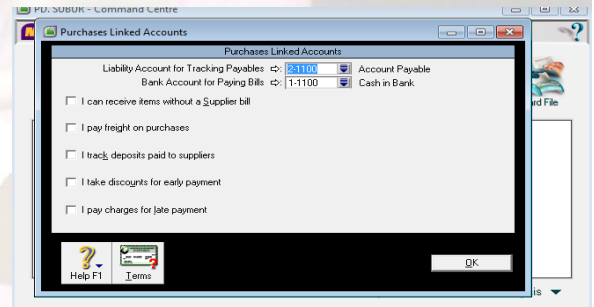 PD. SUBUR - Command Centre
Purchases Linked Accounts
Purchases Linked Accounts
Liability Account for Tracking Payables 2-1100 Account Payable
Bank Account for Paying Bills 1-1100 Cash in Bank
I can receive items without a Supplier bill
I pay freight on purchases
I track deposits paid to suppliers
I take discounts for early payment
I pay charges for late payment
Help F1
Terms
OK
rd File
is